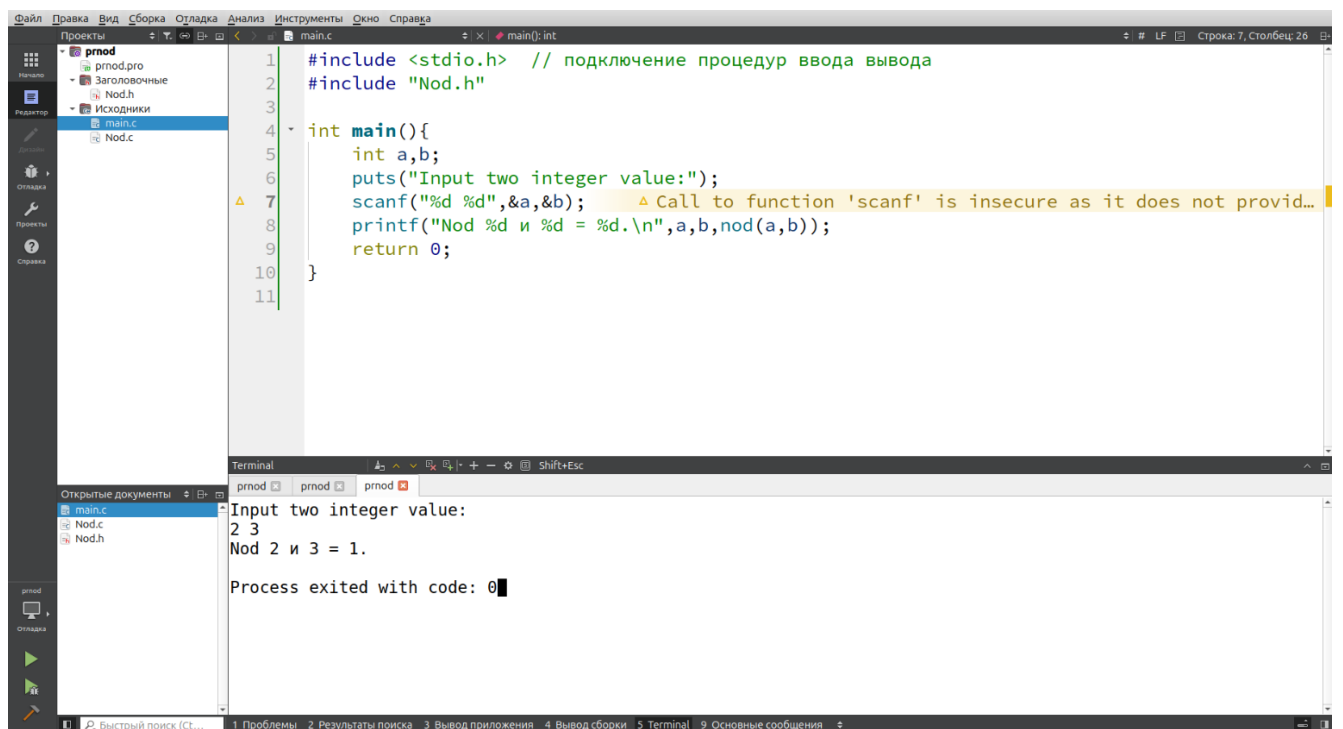 Файл Правка Вид Сборка Отладка Анализ Инструменты Окно Справка
Проекты
main.c
main(): int
# LF Строка: 7, Столбец: 26
Начало
Редактор
Дизайн
Отладка
Проекты
Справка
prnod
prnod.pro
Заголовочные
Nod.h
Исходники
main.c
Nod.c
1 #include <stdio.h> // подключение процедур ввода вывода
2 #include "Nod.h"
3
4 int main(){
5 int a,b;
6 puts("Input two integer value:");
7 scanf("%d %d",&a,&b); Call to function 'scanf' is insecure as it does not provid…
8 printf("Nod %d и %d = %d.\n",a,b,nod(a,b));
9 return 0;
10 }
11
Terminal Shift+Esc
prnod prnod prnod
Input two integer value:
2 3
Nod 2 и 3 = 1.
Process exited with code: 0
Открытые документы
main.c
Nod.c
Nod.h
prnod
Отладка
Быстрый поиск (Ct...
1 Проблемы 2 Результаты поиска 3 Вывод приложения 4 Вывод сборки 5 Terminal 9 Основные сообщения